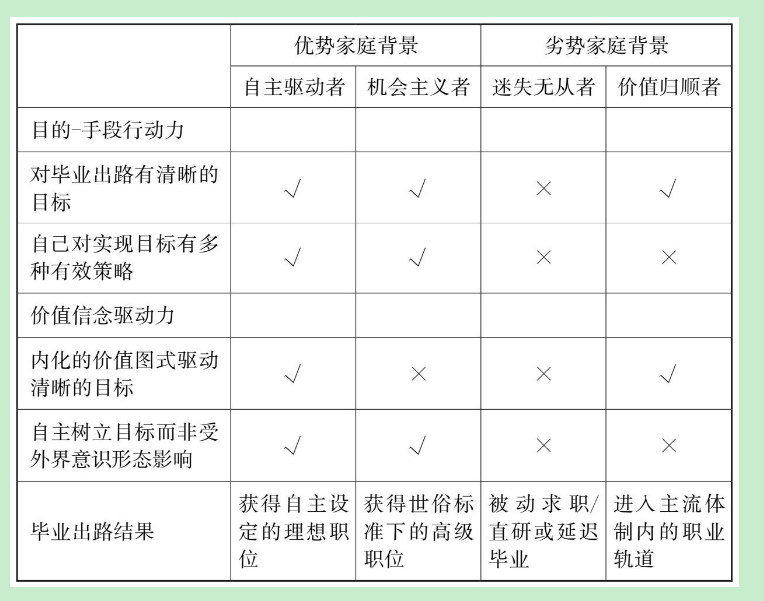 优势家庭背景 劣势家庭背景
自主驱动者 机会主义者 迷失无从者 价值归顺者
目的-手段行动力
对毕业出路有清晰的
目标 √ √ × √
自己对实现目标有多
种有效策略 √ √ × ×
价值信念驱动力
内化的价值图式驱动
清晰的目标 √ × × √
自主树立目标而非受
外界意识形态影响 √ √ × ×
毕业出路结果
获得自主设
定的理想职
位
获得世俗标
准下的高级
职位
被动求职/
直研或延迟
毕业
进入主流体
制内的职业
轨道